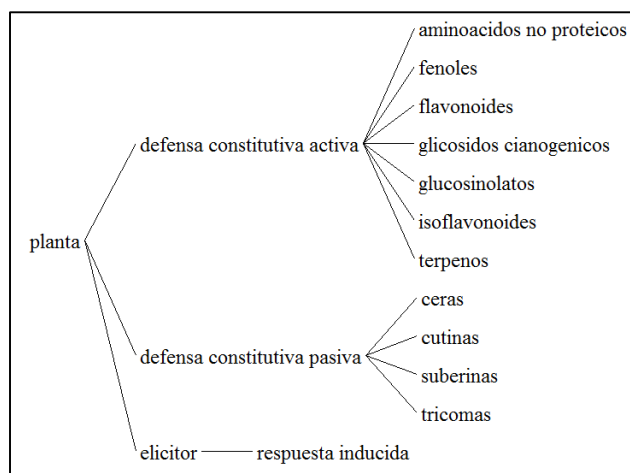 aminoacidos no proteicos
fenoles
flavonoides
defensa constitutiva activa
glicosidos cianogenicos
glucosinolatos
isoflavonoides
planta
terpenos
ceras
cutinas
defensa constitutiva pasiva
suberinas
tricomas
elicitor
respuesta inducida